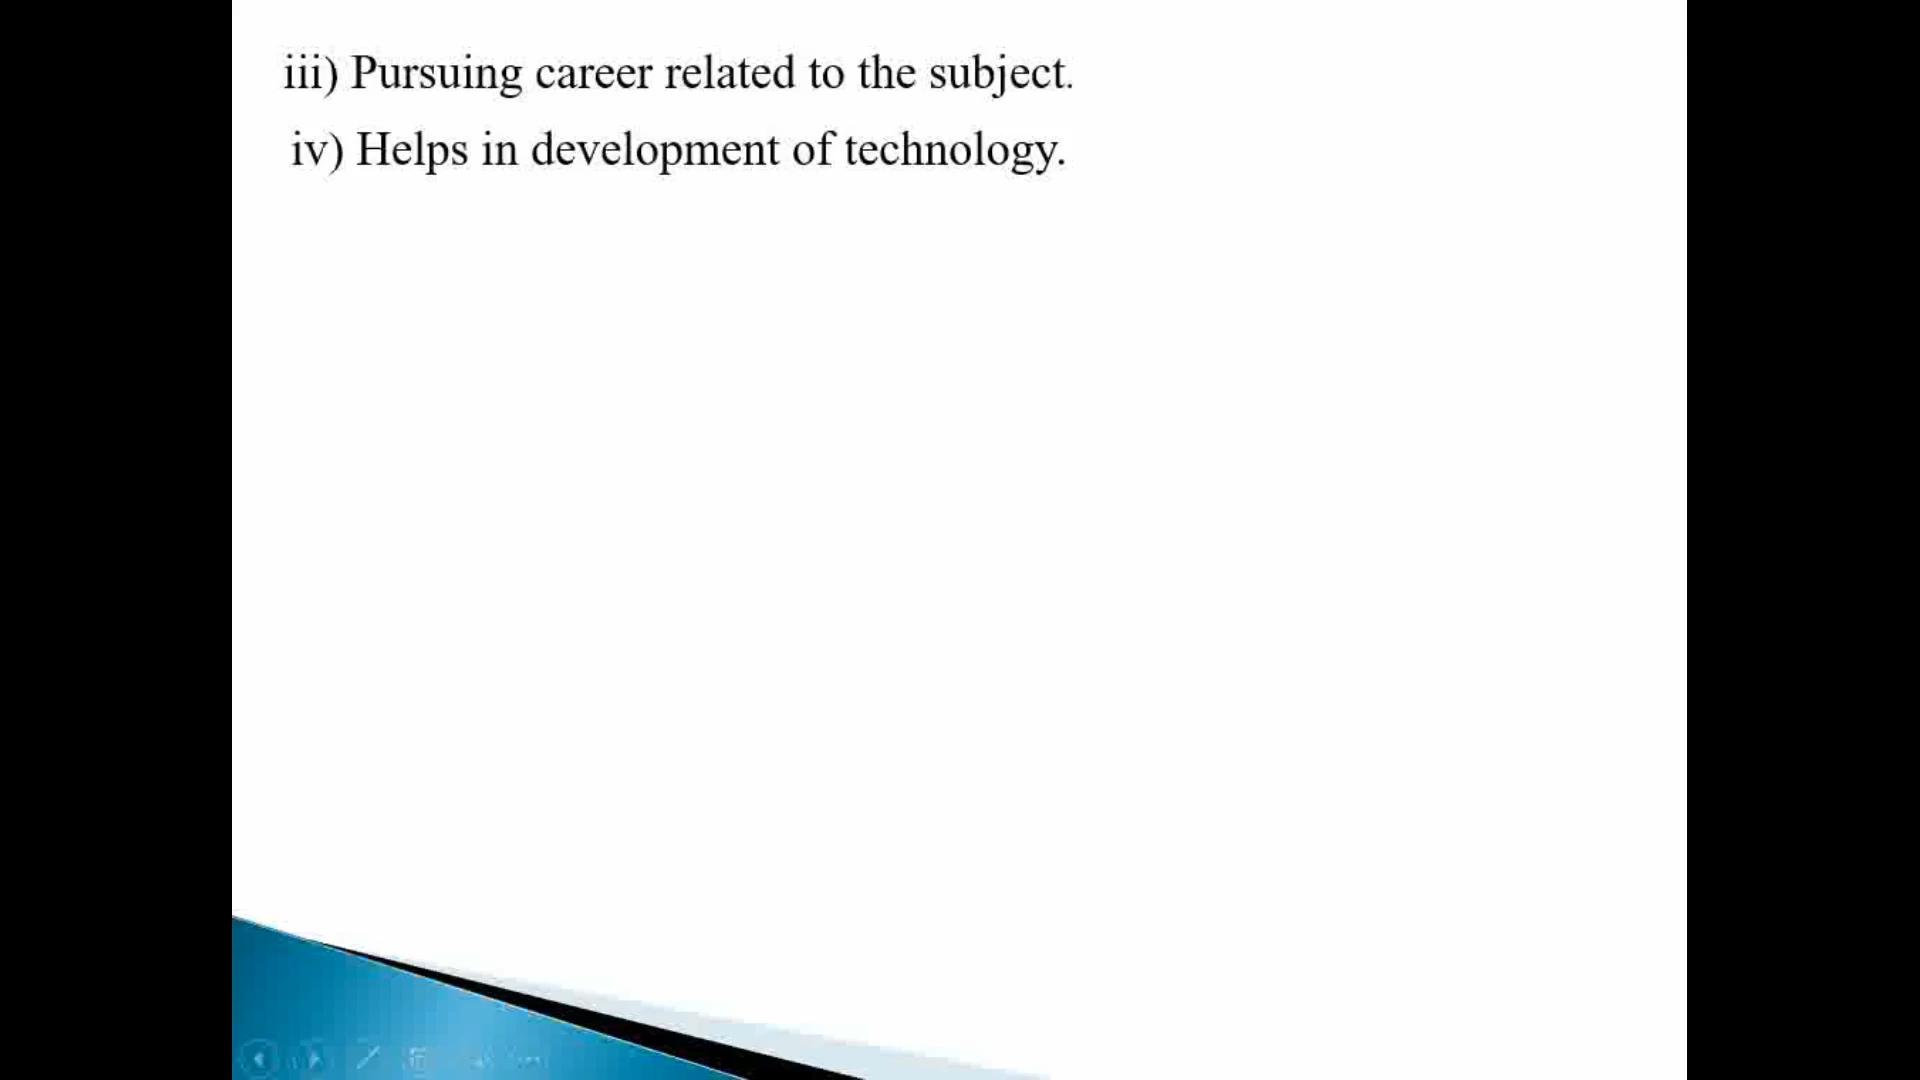 iii) Pursuing career related to the subject.
iv) Helps in development of technology.